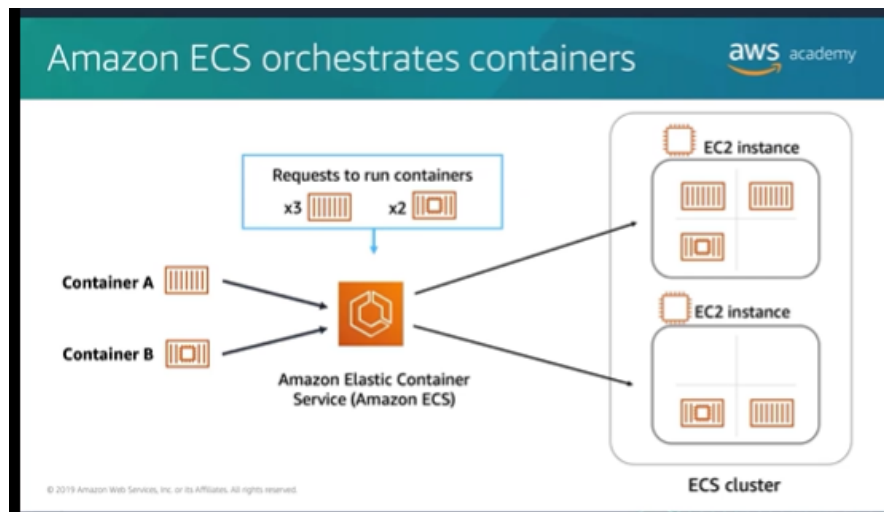 Amazon ECS orchestrates containers
aws academy
EC2 instance
Requests to run containers
x3
x2
Container A
EC2 instance
Container B
Amazon Elastic Container
Service (Amazon ECS)
ECS cluster
© 2019 Amazon Web Services, Inc. or its Affiliates. All rights reserved.